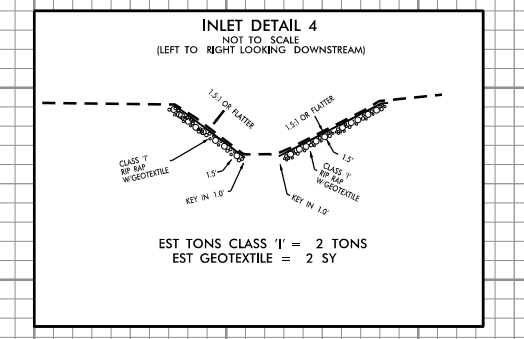 INLET DETAIL 4
NOT TO SCALE
(LEFT TO RIGHT LOOKING DOWNSTREAM)
1.5:1 OR FLATTER
1.5:1 OR FLATTER
CLASS 'I'
RIP RAP
W/GEOTEXTILE
1.5'
KEY IN 1.0'
1.5'
CLASS 'I'
RIP RAP
W/GEOTEXTILE
KEY IN 1.0'
EST TONS CLASS 'I' = 2 TONS
EST GEOTEXTILE = 2 SY